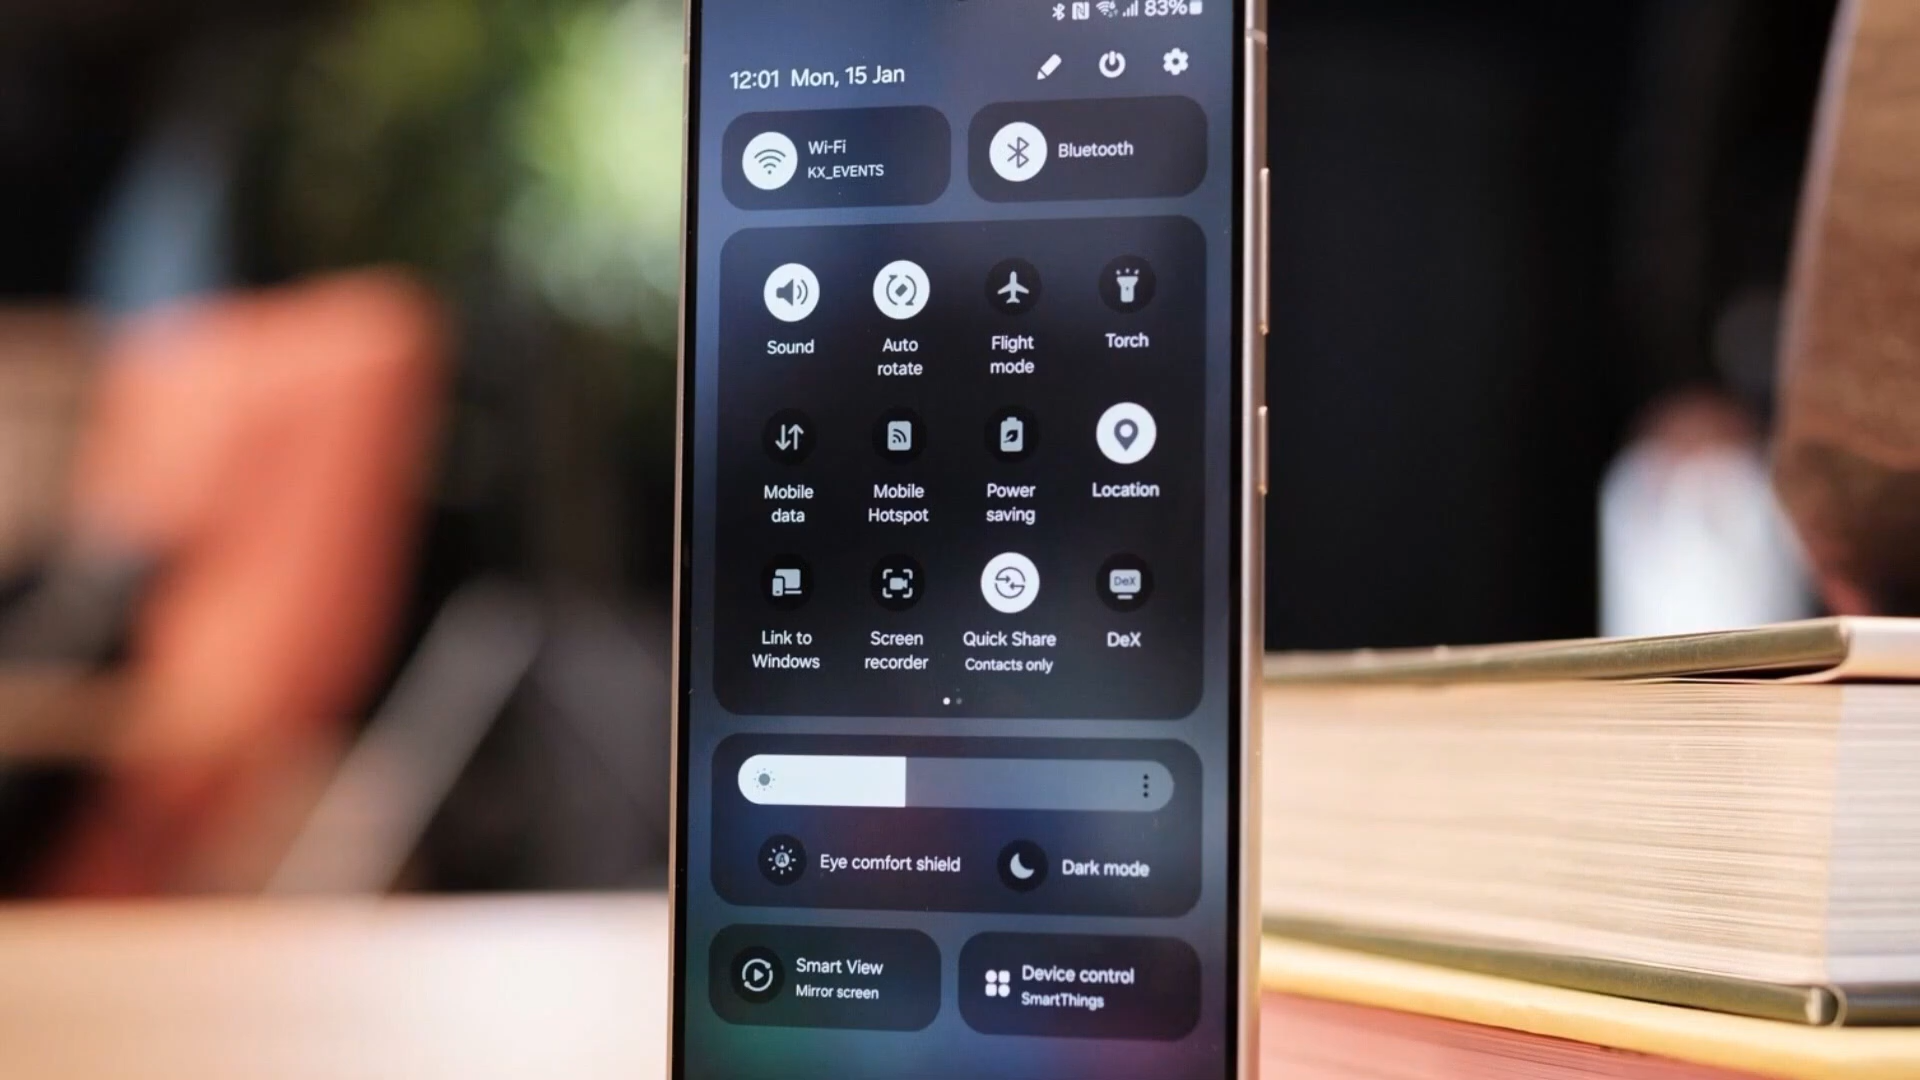 83%
12:01 Mon, 15 Jan
Wi-Fi
KX_EVENTS
Bluetooth
Sound
Auto
rotate
Flight
mode
Torch
Mobile
data
Mobile
Hotspot
Power
saving
Location
Link to
Windows
Screen
recorder
Quick Share
Contacts only
DeX
DeX
A
Eye comfort shield
Dark mode
Smart View
Mirror screen
Device control
SmartThings